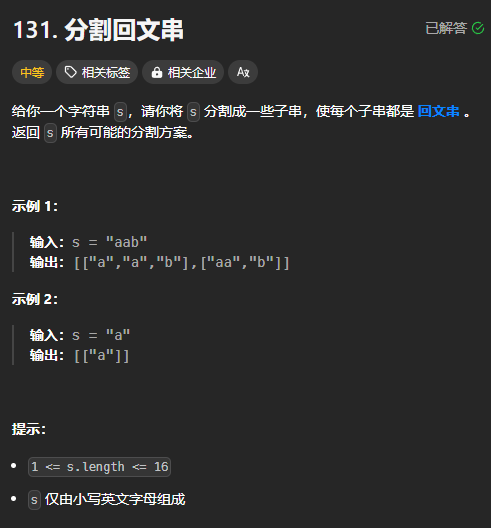 131. 分割回文串
已解答
中等 相关标签 相关企业 Aあ
给你一个字符串 s，请你将 s 分割成一些子串，使每个子串都是 回文串 。
返回 s 所有可能的分割方案。
示例 1：
输入：s = "aab"
输出：[["a","a","b"],["aa","b"]]
示例 2：
输入：s = "a"
输出：[["a"]]
提示：
1 <= s.length <= 16
s 仅由小写英文字母组成